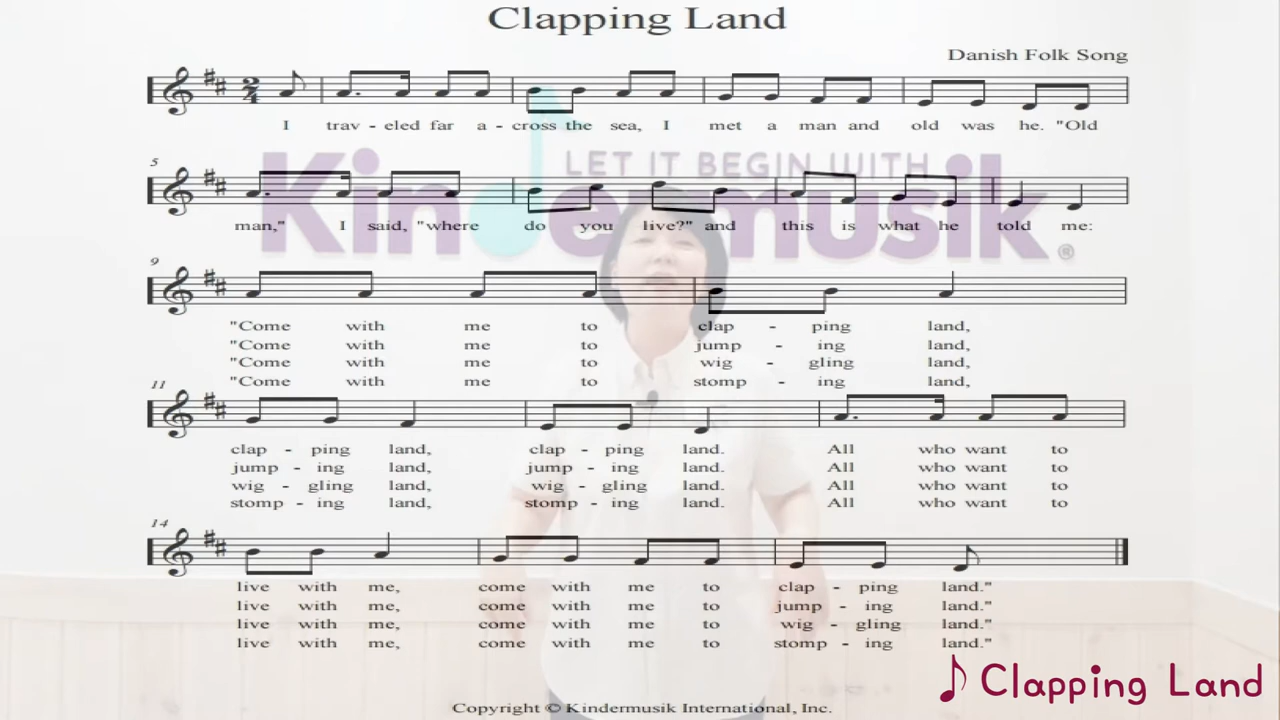 Clapping Land
Danish Folk Song
I trav - eled far a - cross the sea, I met a man and old was he. "Old
5
man," I said, "where do you live?" and this is what he told me:
9
"Come with me to clap - ping land,
"Come with me to jump - ing land,
"Come with me to wig - gling land,
"Come with me to stomp - ing land,
11
clap - ping land, clap - ping land. All who want to
jump - ing land, jump - ing land. All who want to
wig - gling land, wig - gling land. All who want to
stomp - ing land, stomp - ing land. All who want to
14
live with me, come with me to clap - ping land."
live with me, come with me to jump - ing land."
live with me, come with me to wig - gling land."
live with me, come with me to stomp - ing land."
LET IT BEGIN WITH
Kindermusik®
Copyright © Kindermusik International, Inc.
Clapping Land